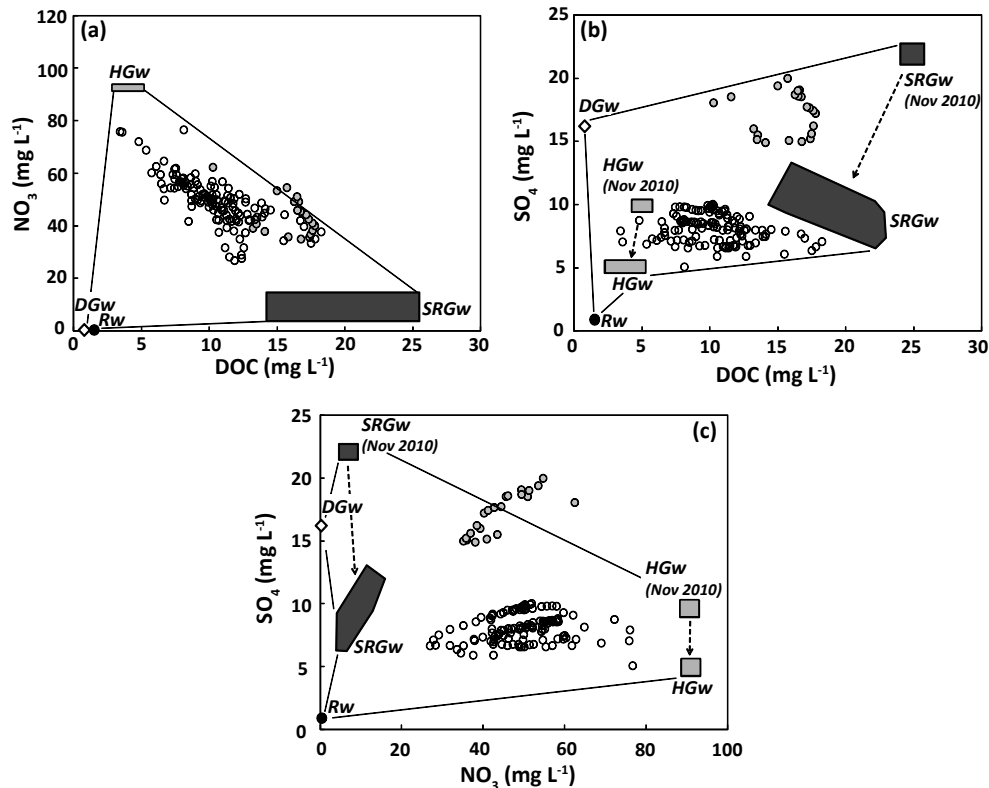 (a)
120
100
80
60
40
20
0
NO3 (mg L-1)
HGw
DGw
Rw
SRGw
0 5 10 15 20 25 30
DOC (mg L-1)
(b)
25
20
15
10
5
0
SO4 (mg L-1)
DGw
SRGw
(Nov 2010)
HGw
(Nov 2010)
SRGw
HGw
Rw
0 5 10 15 20 25 30
DOC (mg L-1)
(c)
25
20
15
10
5
0
SO4 (mg L-1)
SRGw
(Nov 2010)
DGw
HGw
(Nov 2010)
SRGw
HGw
Rw
0 20 40 60 80 100
NO3 (mg L-1)